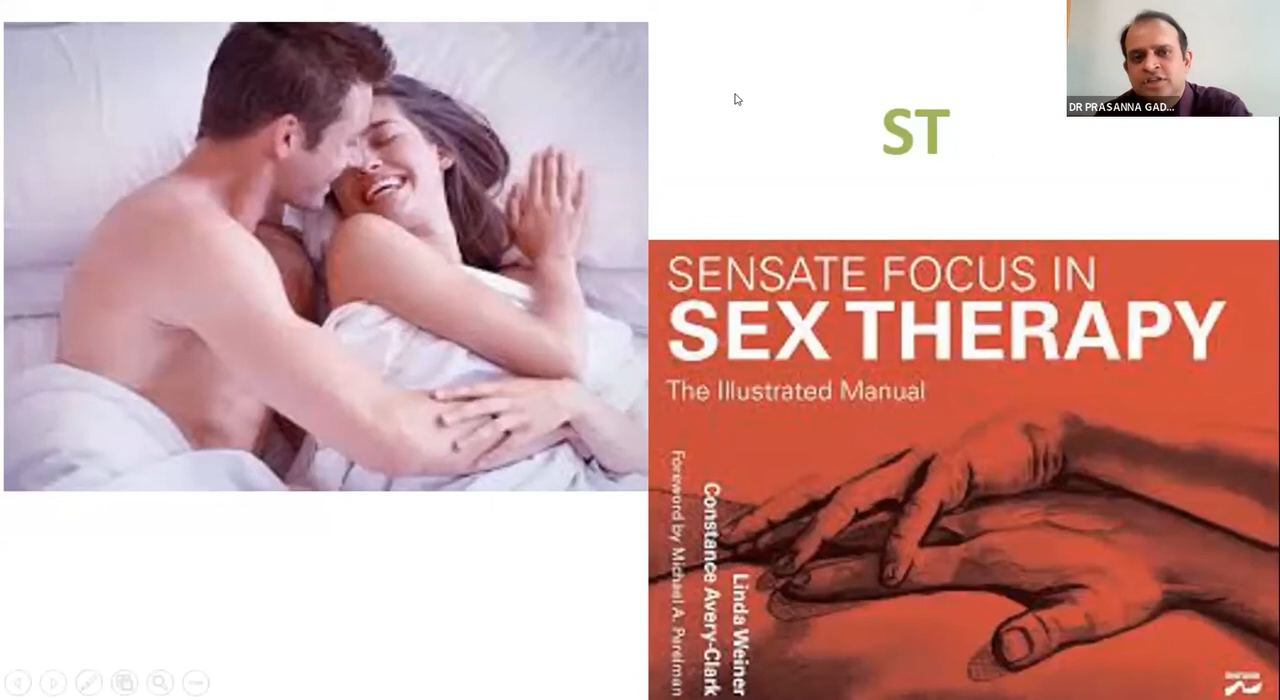 DR PRASANNA GAD...
ST
SENSATE FOCUS IN
SEX THERAPY
The Illustrated Manual
Linda Weiner
Constance Avery-Clark
Foreword by Michael A. Perelman